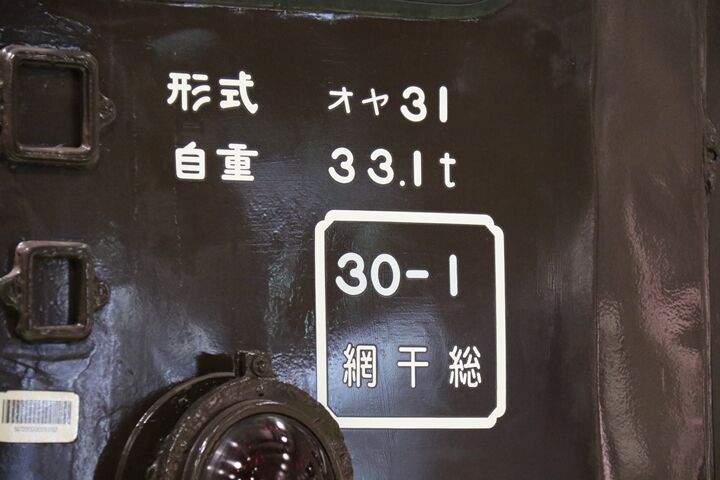 形式 オヤ31
自重 33.1t
30-1
網干総